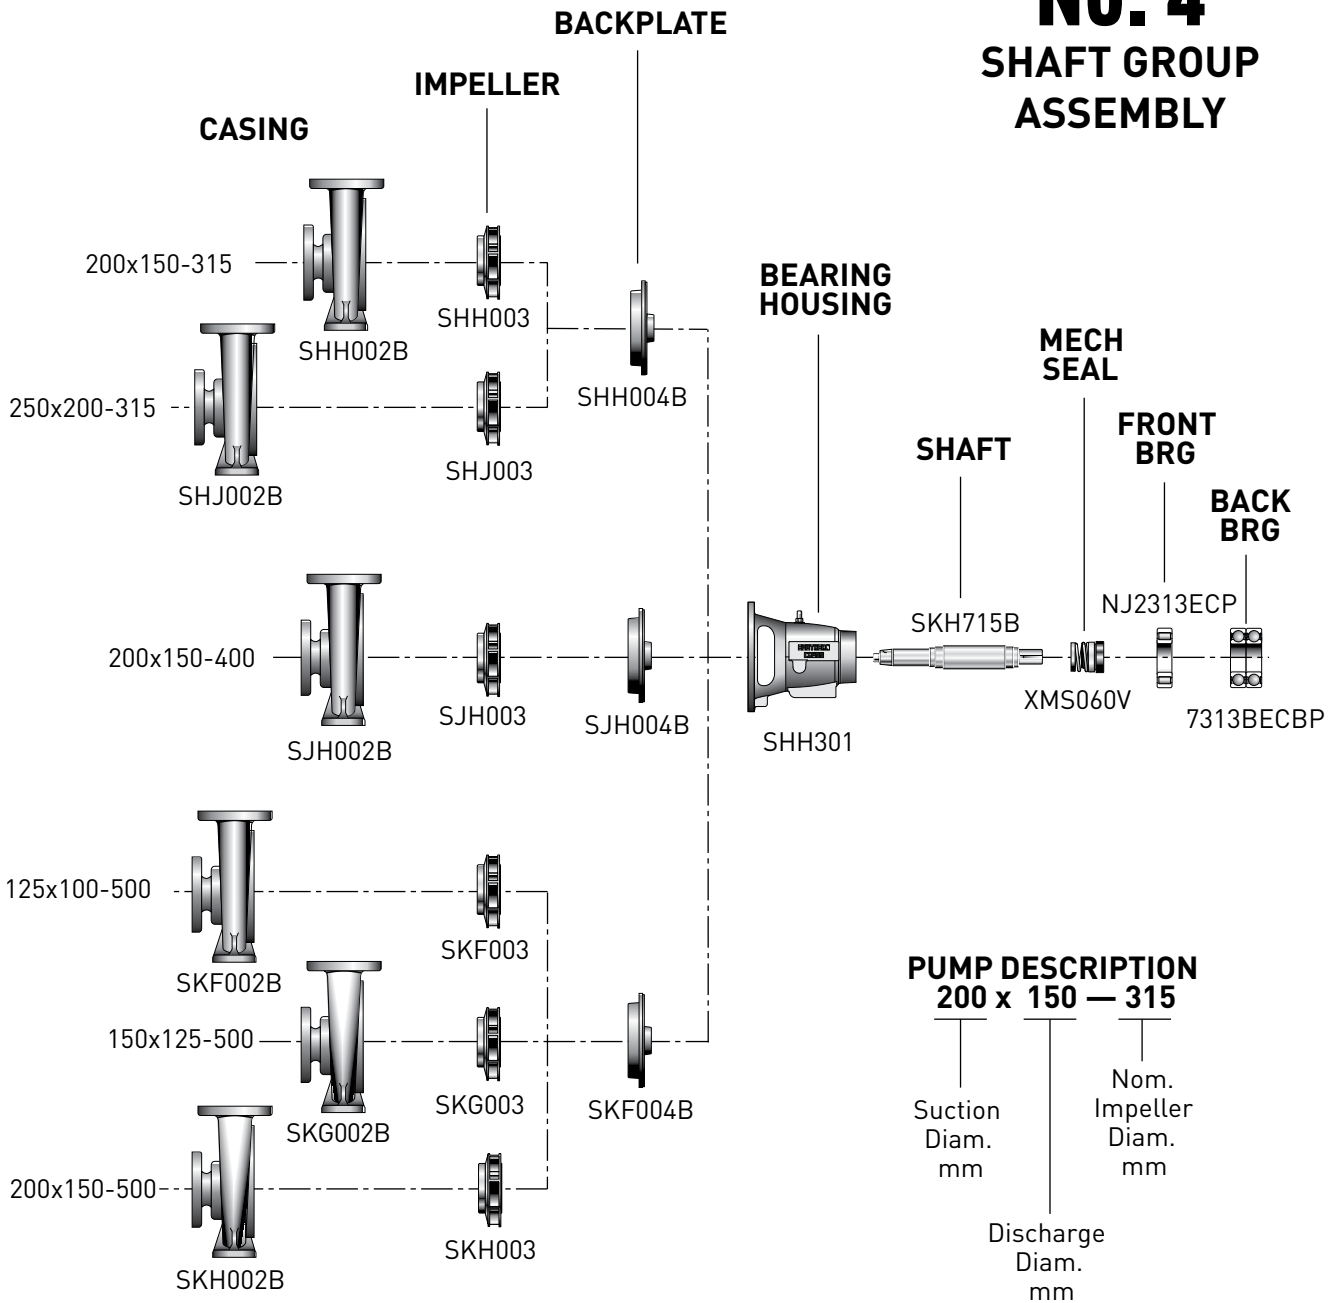 No. 4
SHAFT GROUP
ASSEMBLY
BACKPLATE
IMPELLER
CASING
200x150-315
SHH002B
SHH003
250x200-315
SHJ002B
SHJ003
SHH004B
BEARING
HOUSING
MECH
SEAL
SHAFT
FRONT
BRG
BACK
BRG
200x150-400
SJH002B
SJH003
SJH004B
SHH301
SKH715B
XMS060V
NJ2313ECP
7313BECBP
125x100-500
SKF002B
SKF003
150x125-500
SKG002B
SKG003
SKF004B
200x150-500
SKH002B
SKH003
PUMP DESCRIPTION
200 x 150 — 315
Suction
Diam.
mm
Discharge
Diam.
mm
Nom.
Impeller
Diam.
mm